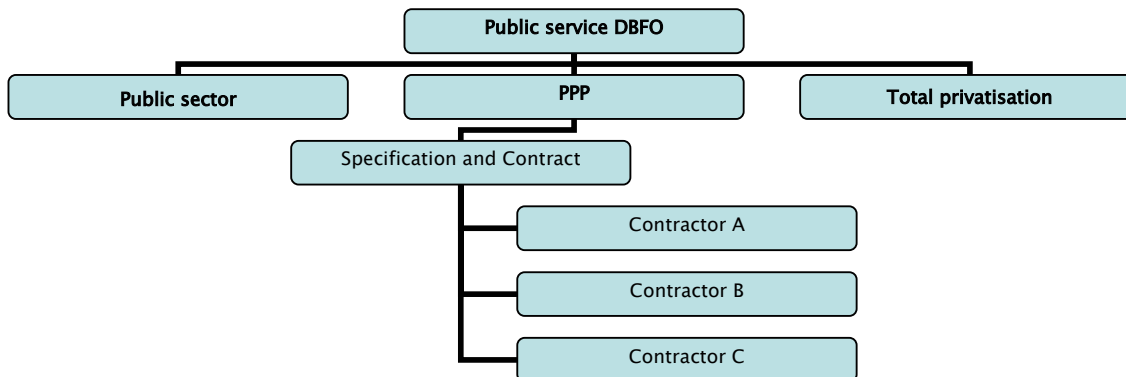 Public service DBFO
Public sector
PPP
Total privatisation
Specification and Contract
Contractor A
Contractor B
Contractor C